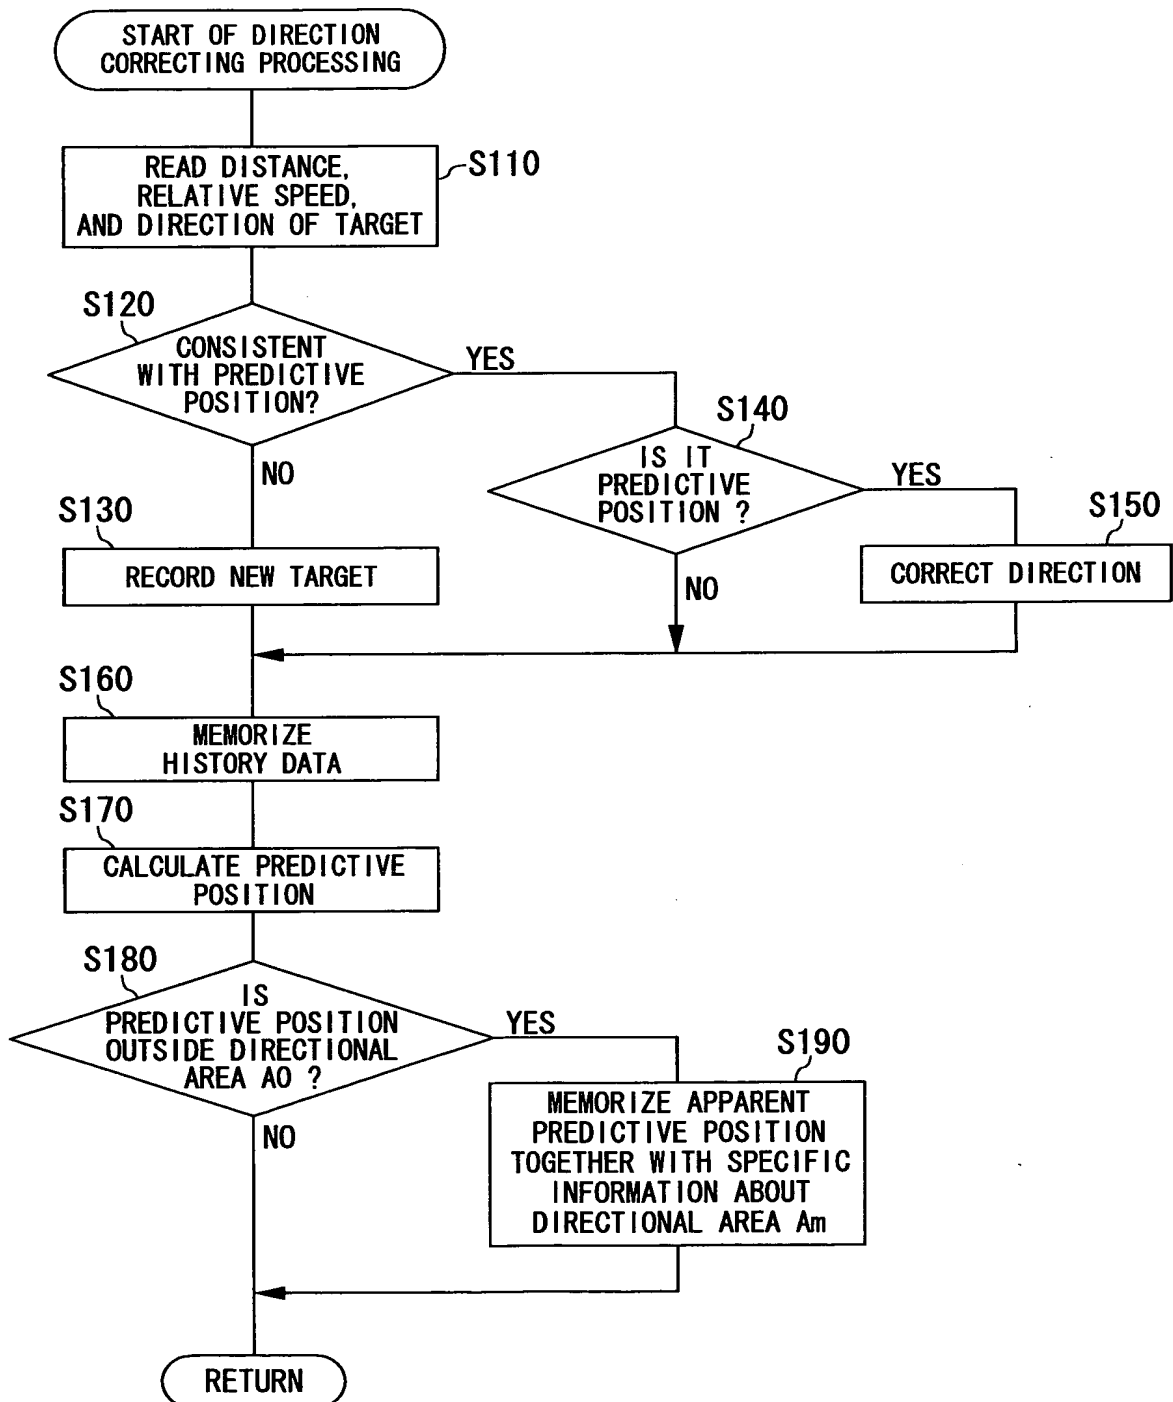 START OF DIRECTION
CORRECTING PROCESSING
READ DISTANCE,
RELATIVE SPEED,
AND DIRECTION OF TARGET
S110
S120
CONSISTENT
WITH PREDICTIVE
POSITION?
YES
NO
S140
IS IT
PREDICTIVE
POSITION ?
YES
NO
S130
RECORD NEW TARGET
S150
CORRECT DIRECTION
S160
MEMORIZE
HISTORY DATA
S170
CALCULATE PREDICTIVE
POSITION
S180
IS
PREDICTIVE POSITION
OUTSIDE DIRECTIONAL
AREA A0 ?
YES
NO
S190
MEMORIZE APPARENT
PREDICTIVE POSITION
TOGETHER WITH SPECIFIC
INFORMATION ABOUT
DIRECTIONAL AREA Am
RETURN